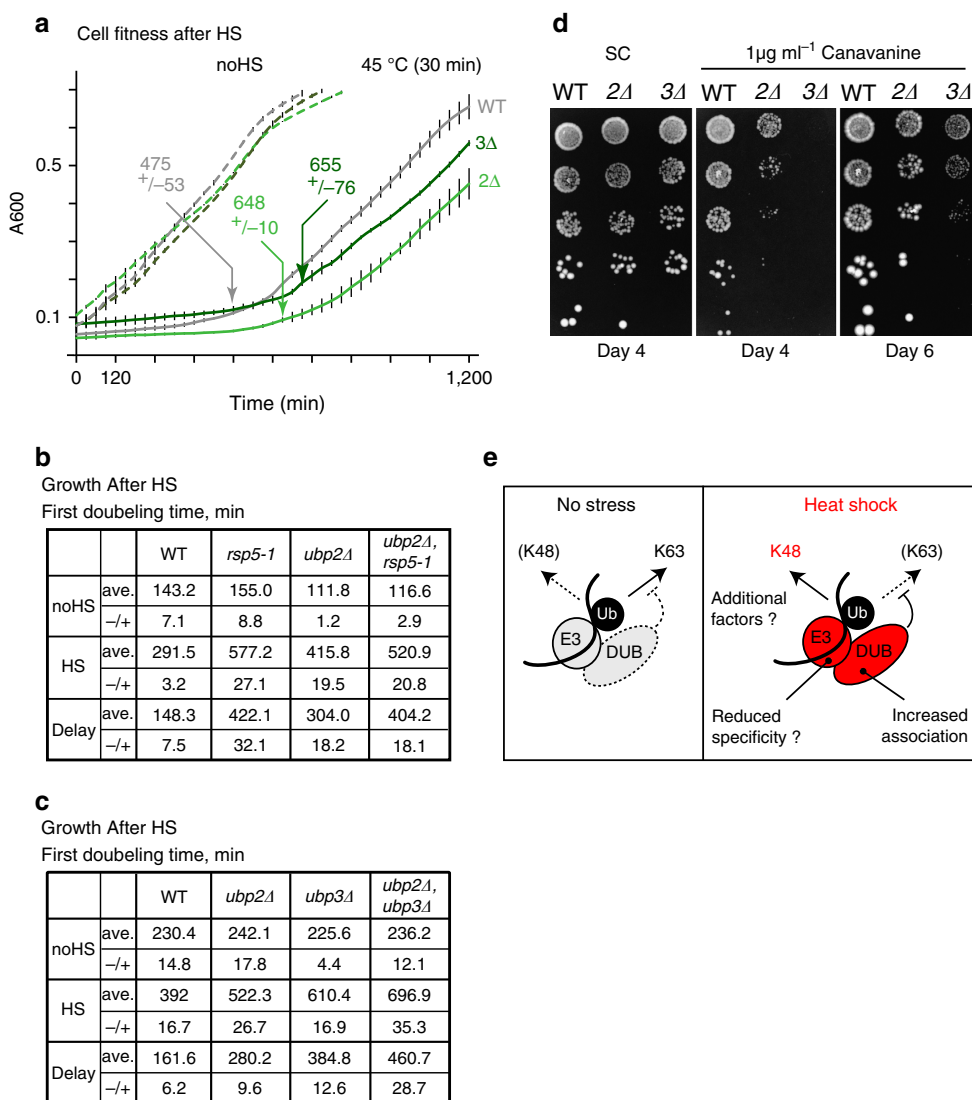 a
Cell fitness after HS
noHS
45 °C (30 min)
WT
3Δ
2Δ
475
+/−53
648
+/−10
655
+/−76
A600
0.5
0.1
0 120 1,200
Time (min)
b
Growth After HS
First doubeling time, min
WT rsp5-1 ubp2Δ ubp2Δ, rsp5-1
noHS ave. 143.2 155.0 111.8 116.6
−/+ 7.1 8.8 1.2 2.9
HS ave. 291.5 577.2 415.8 520.9
−/+ 3.2 27.1 19.5 20.8
Delay ave. 148.3 422.1 304.0 404.2
−/+ 7.5 32.1 18.2 18.1
c
Growth After HS
First doubeling time, min
WT ubp2Δ ubp3Δ ubp2Δ, ubp3Δ
noHS ave. 230.4 242.1 225.6 236.2
−/+ 14.8 17.8 4.4 12.1
HS ave. 392 522.3 610.4 696.9
−/+ 16.7 26.7 16.9 35.3
Delay ave. 161.6 280.2 384.8 460.7
−/+ 6.2 9.6 12.6 28.7
d
SC
1µg ml−1 Canavanine
WT 2Δ 3Δ WT 2Δ 3Δ WT 2Δ 3Δ
Day 4 Day 4 Day 6
e
No stress
(K48)
K63
Ub
E3
DUB
Heat shock
K48
(K63)
Additional
factors ?
Ub
E3
DUB
Reduced
specificity ?
Increased
association